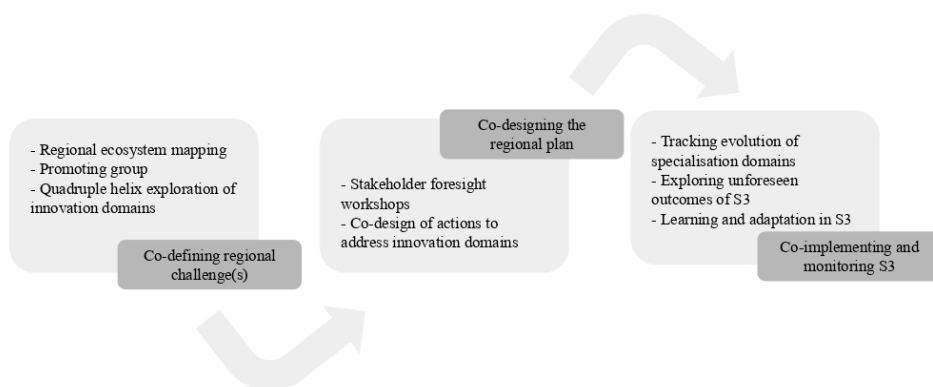 - Regional ecosystem mapping
- Promoting group
- Quadruple helix exploration of
innovation domains
Co-defining regional
challenge(s)
Co-designing the
regional plan
- Stakeholder foresight
workshops
- Co-design of actions to
address innovation domains
- Tracking evolution of
specialisation domains
- Exploring unforeseen
outcomes of S3
- Learning and adaptation in S3
Co-implementing and
monitoring S3